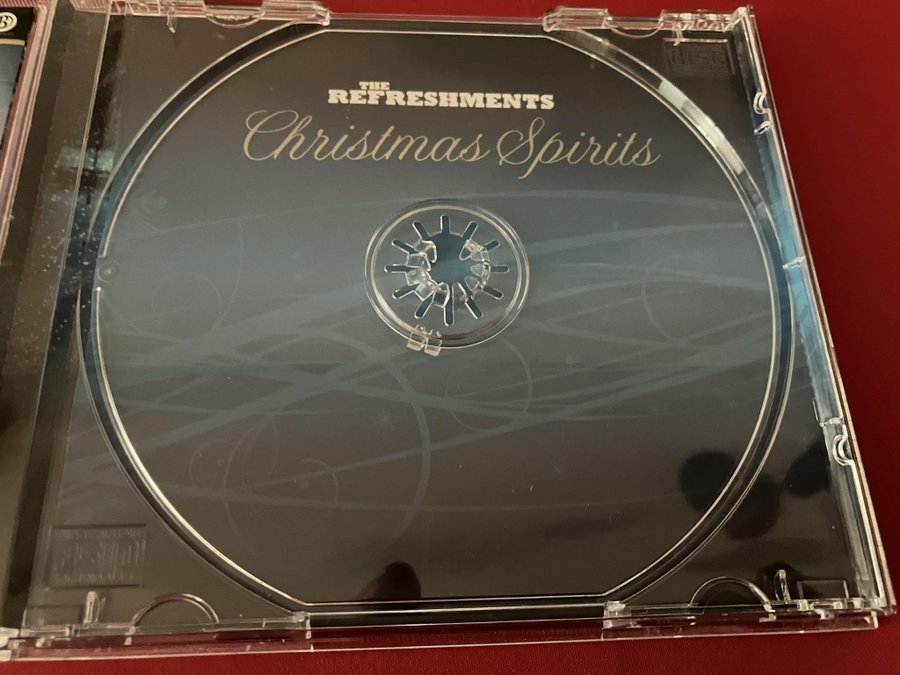 THE
REFRESHMENTS
Christmas Spirits